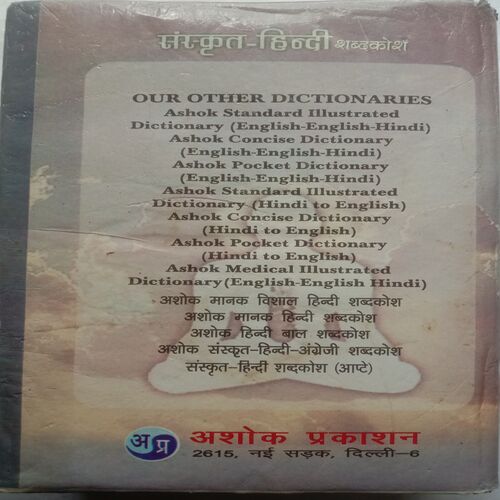 संस्कृत-हिन्दी शब्दकोश
OUR OTHER DICTIONARIES
Ashok Standard Illustrated
Dictionary (English-English-Hindi)
Ashok Concise Dictionary
(English-English-Hindi)
Ashok Pocket Dictionary
(English-English-Hindi)
Ashok Standard Illustrated
Dictionary (Hindi to English)
Ashok Concise Dictionary
(Hindi to English)
Ashok Pocket Dictionary
(Hindi to English)
Ashok Medical Illustrated
Dictionary(English-English Hindi)
अशोक मानक विशाल हिन्दी शब्दकोश
अशोक मानक हिन्दी शब्दकोश
अशोक हिन्दी बाल शब्दकोश
अशोक संस्कृत-हिन्दी-अंग्रेजी शब्दकोश
संस्कृत-हिन्दी शब्दकोश (आप्टे)
अ प्र अशोक प्रकाशन
2615, नई सड़क, दिल्ली-6